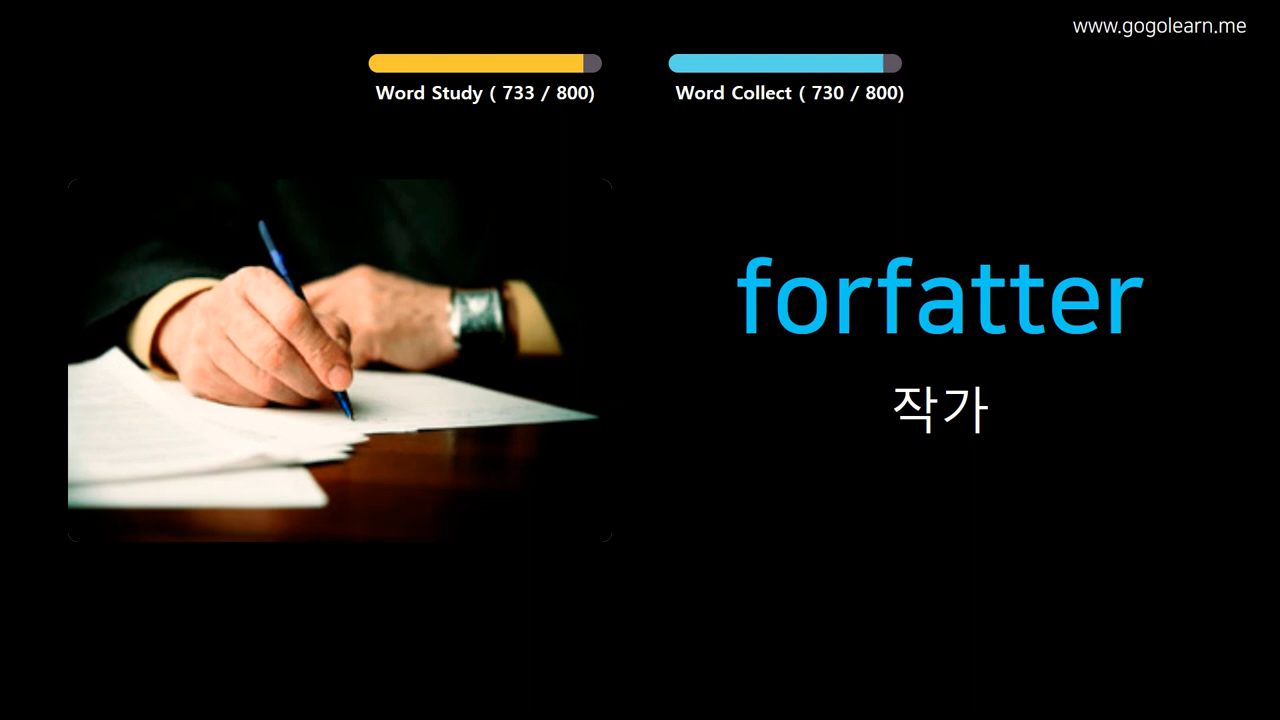 www.gogolearn.me
Word Study ( 733 / 800)
Word Collect ( 730 / 800)
forfatter
작가